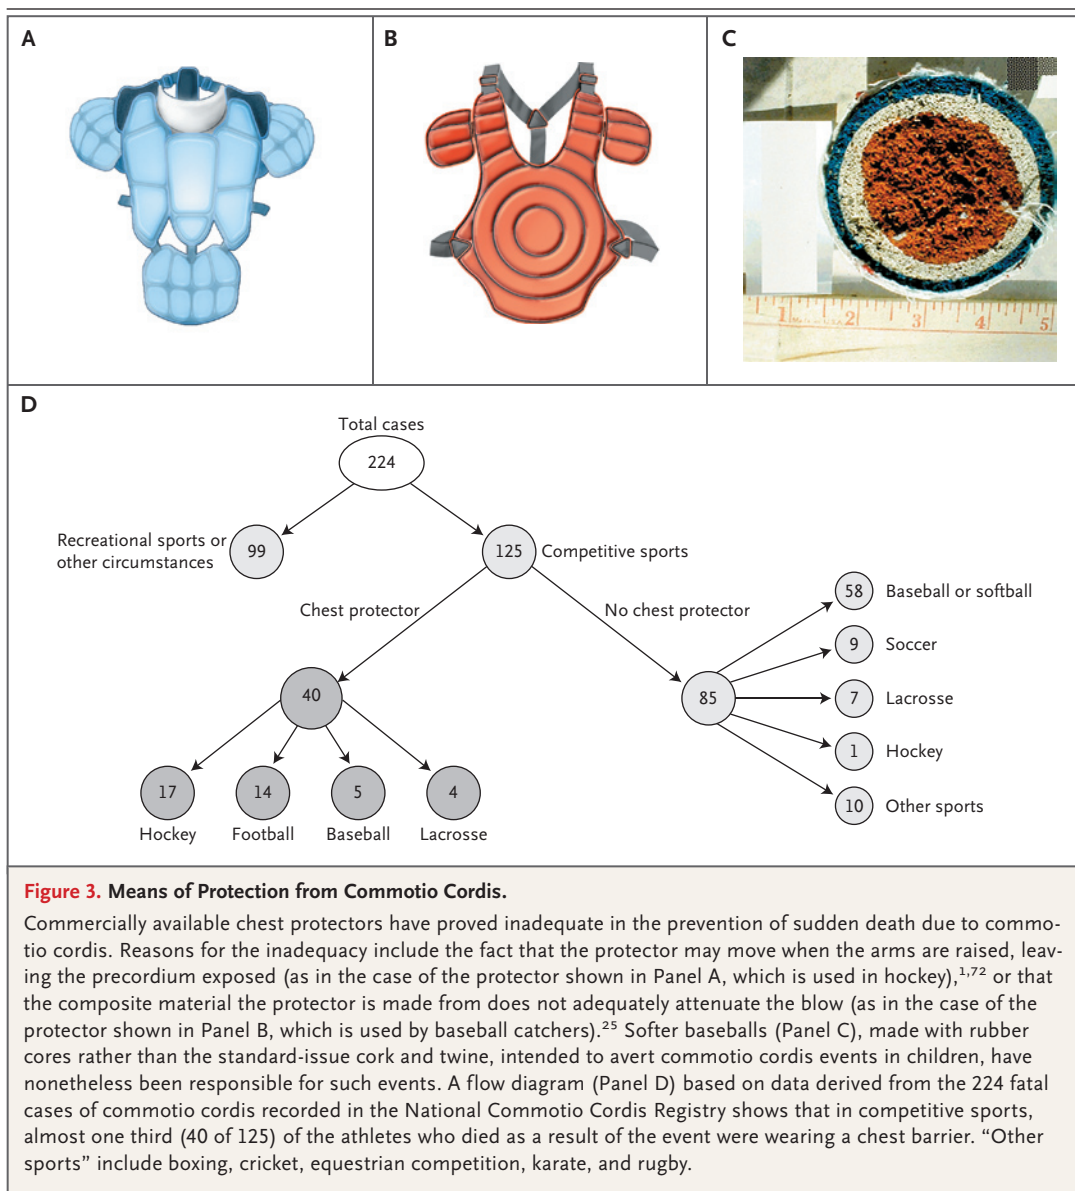 A
B
C
1 2 3 4 5
D
Total cases
224
Recreational sports or
other circumstances
99
125
Competitive sports
Chest protector
No chest protector
40
85
58
Baseball or softball
9
Soccer
7
Lacrosse
1
Hockey
10
Other sports
17
14
5
4
Hockey
Football
Baseball
Lacrosse
Figure 3. Means of Protection from Commotio Cordis.
Commercially available chest protectors have proved inadequate in the prevention of sudden death due to commo-
tio cordis. Reasons for the inadequacy include the fact that the protector may move when the arms are raised, leav-
ing the precordium exposed (as in the case of the protector shown in Panel A, which is used in hockey),1,72 or that
the composite material the protector is made from does not adequately attenuate the blow (as in the case of the
protector shown in Panel B, which is used by baseball catchers).25 Softer baseballs (Panel C), made with rubber
cores rather than the standard-issue cork and twine, intended to avert commotio cordis events in children, have
nonetheless been responsible for such events. A flow diagram (Panel D) based on data derived from the 224 fatal
cases of commotio cordis recorded in the National Commotio Cordis Registry shows that in competitive sports,
almost one third (40 of 125) of the athletes who died as a result of the event were wearing a chest barrier. “Other
sports” include boxing, cricket, equestrian competition, karate, and rugby.